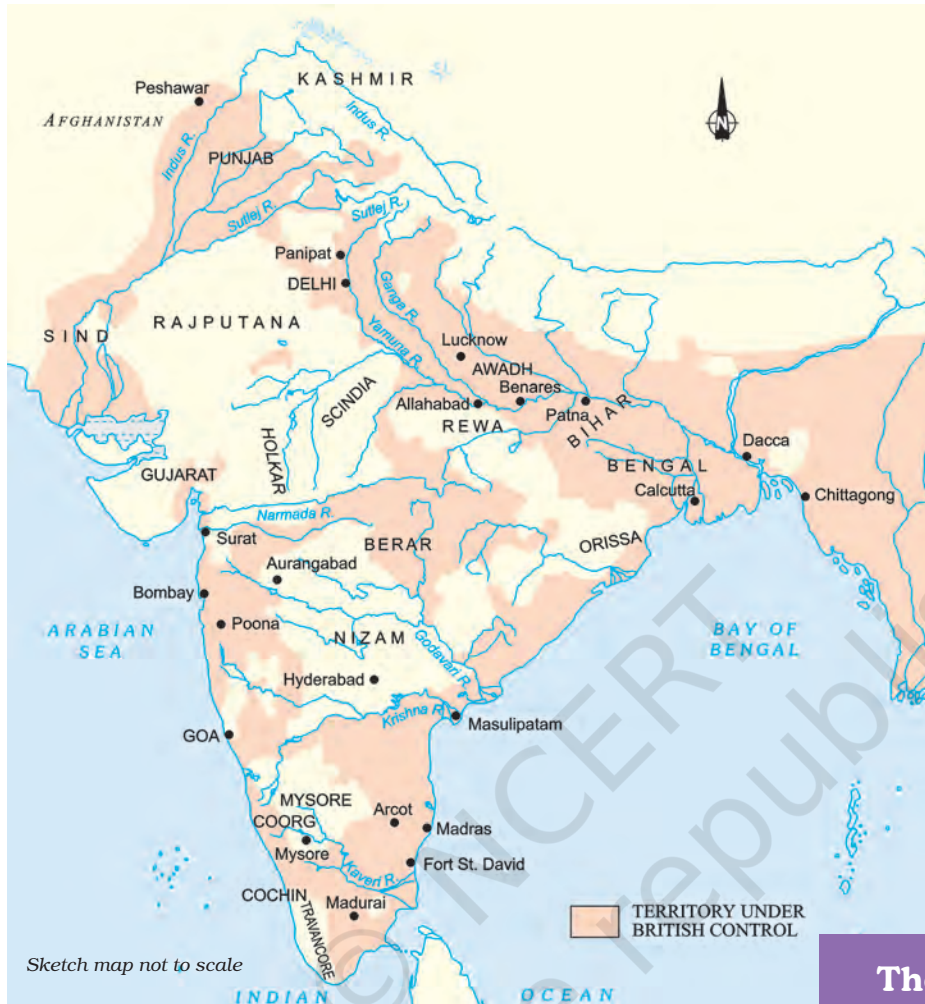 KASHMIR
Peshawar
AFGHANISTAN
Indus R.
Indus R.
PUNJAB
N
Sutlej R.
Sutlej R.
Panipat
DELHI
Ganga R.
RAJPUTANA
SIND
Yamuna R.
Lucknow
AWADH
Benares
SCINDIA
Allahabad
Patna
REWA
BIHAR
HOLKAR
Dacca
BENGAL
GUJARAT
Calcutta
Chittagong
Narmada R.
Surat
BERAR
ORISSA
Aurangabad
Bombay
Poona
ARABIAN
SEA
BAY OF
BENGAL
NIZAM
Godavari R.
Hyderabad
Krishna R.
Masulipatam
GOA
MYSORE
Arcot
COORG
Madras
Mysore
Fort St. David
Kaveri R.
COCHIN
Madurai
TRAVANCORE
TERRITORY UNDER
BRITISH CONTROL
Sketch map not to scale
INDIAN OCEAN
© NCERT
republi